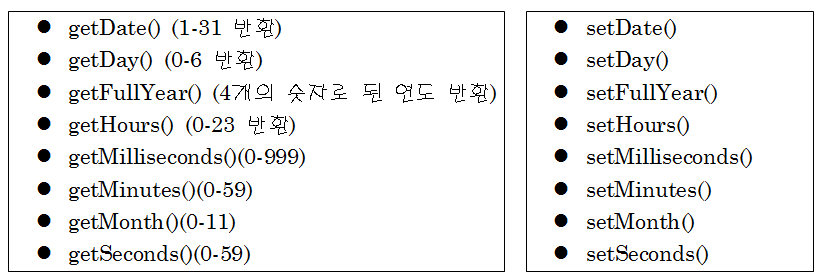 ● getDate() (1-31 반환)
● getDay() (0-6 반환)
● getFullYear() (4개의 숫자로 된 연도 반환)
● getHours() (0-23 반환)
● getMilliseconds()(0-999)
● getMinutes()(0-59)
● getMonth()(0-11)
● getSeconds()(0-59)
● setDate()
● setDay()
● setFullYear()
● setHours()
● setMilliseconds()
● setMinutes()
● setMonth()
● setSeconds()